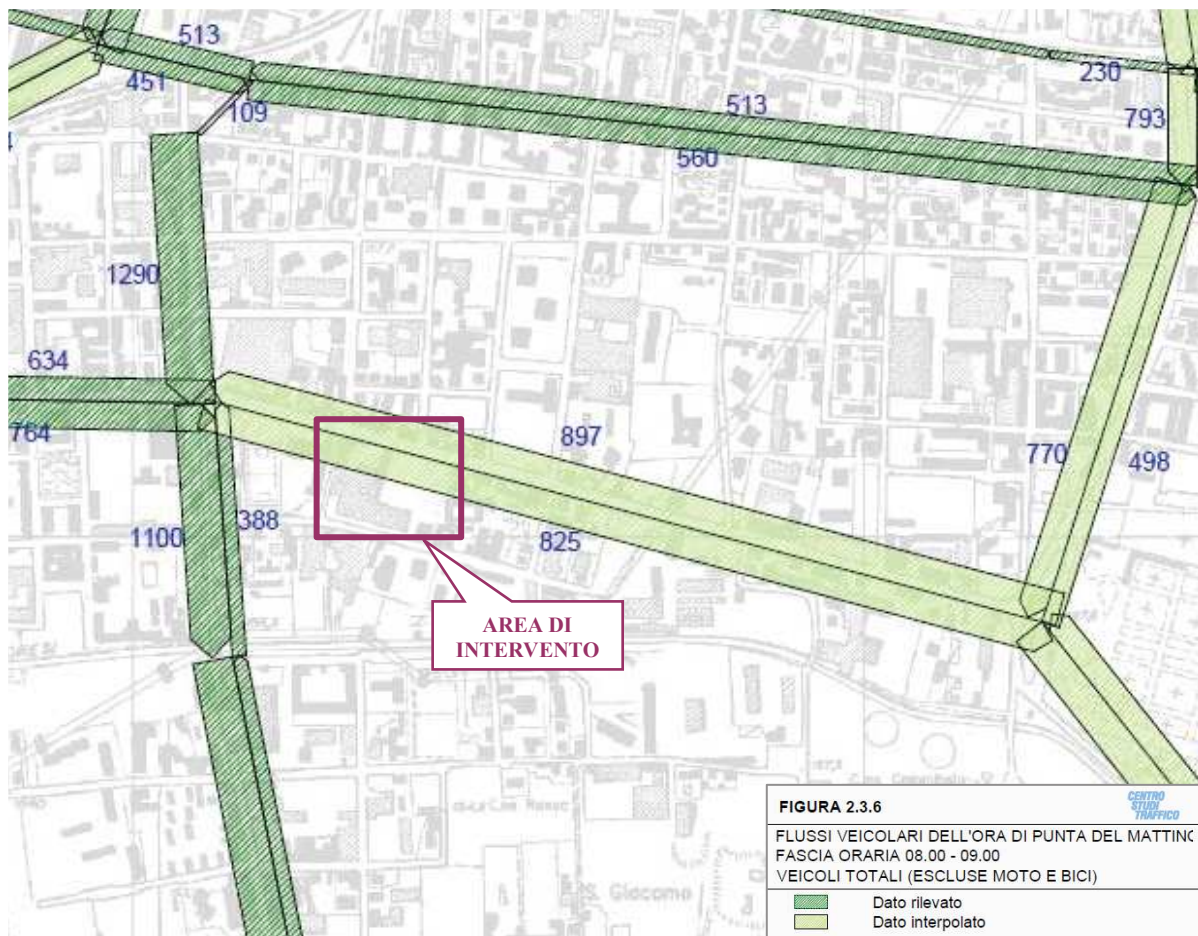 513
451
109
230
513
793
560
1290
634
764
897
770
498
388
1100
825
AREA DI
INTERVENTO
S. Giacomo
FIGURA 2.3.6
CENTRO
STUDI
TRAFFICO
FLUSSI VEICOLARI DELL'ORA DI PUNTA DEL MATTINO
FASCIA ORARIA 08.00 - 09.00
VEICOLI TOTALI (ESCLUSE MOTO E BICI)
Dato rilevato
Dato interpolato